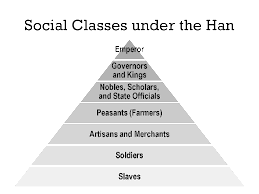 Social Classes under the Han
Emperor
Governors
and Kings
Nobles, Scholars,
and State Officials
Peasants (Farmers)
Artisans and Merchants
Soldiers
Slaves